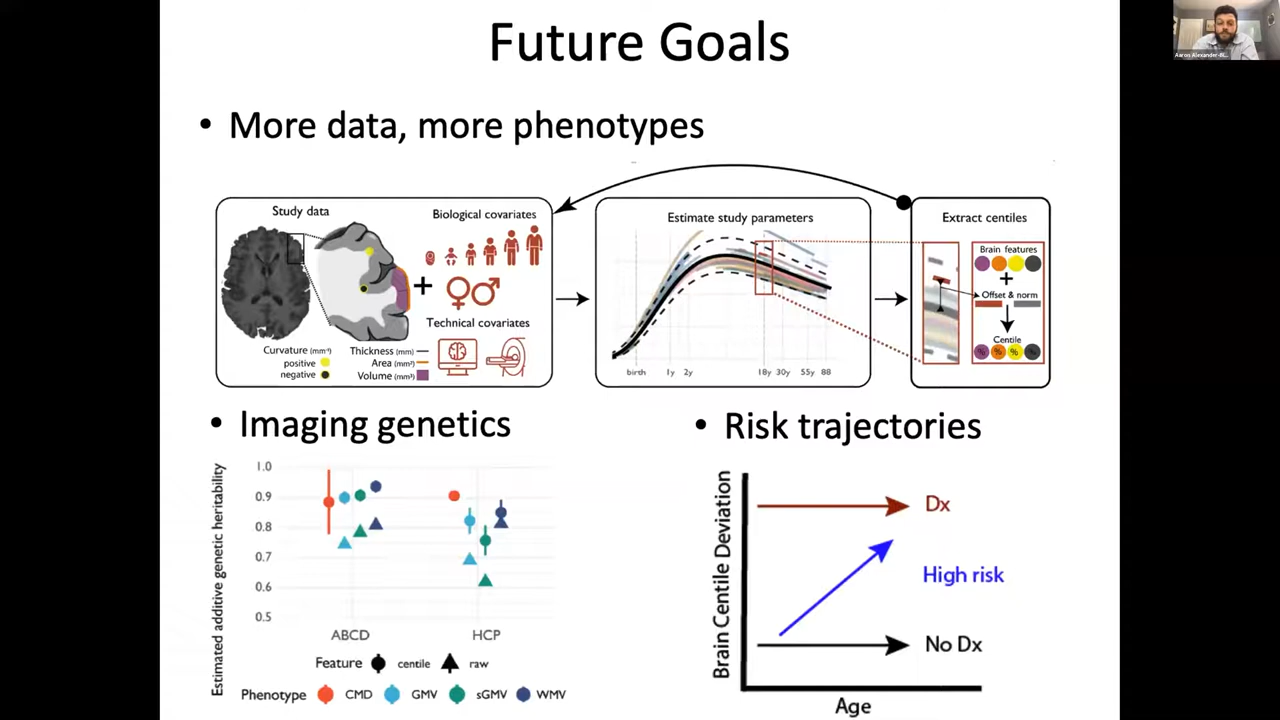 Future Goals
Aaron Alexander-Bl...
• More data, more phenotypes
Study data
Biological covariates
Technical covariates
Curvature (mm⁻¹)
positive
negative
Thickness (mm)
Area (mm²)
Volume (mm³)
Estimate study parameters
birth 1y 2y 18y 30y 55y 88
Extract centiles
Brain features
Offset & norm
Centile
% % % %
• Imaging genetics
Estimated additive genetic heritability
1.0
0.9
0.8
0.7
0.6
0.5
ABCD HCP
Feature centile raw
Phenotype CMD GMV sGMV WMV
• Risk trajectories
Brain Centile Deviation
Dx
High risk
No Dx
Age